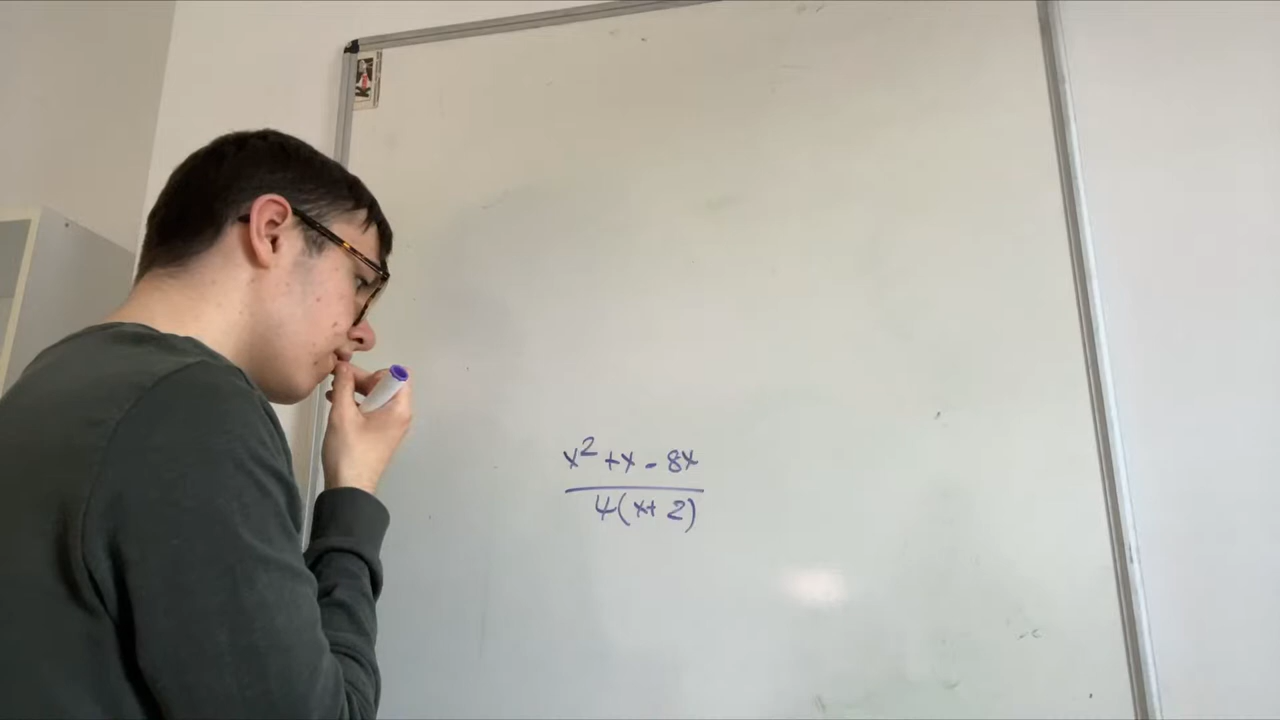 x² + x - 8x
4(x + 2)